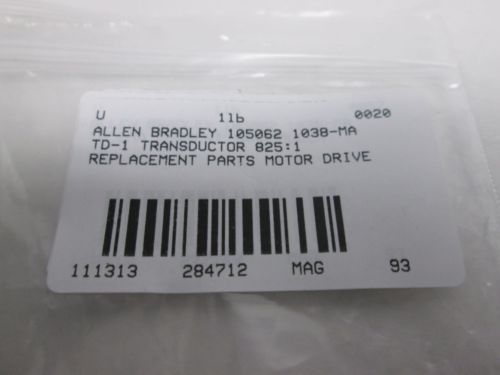 U 1lb 0020
ALLEN BRADLEY 105062 1038-MA
TD-1 TRANSDUCTOR 825:1
REPLACEMENT PARTS MOTOR DRIVE
111313 284712 MAG 93